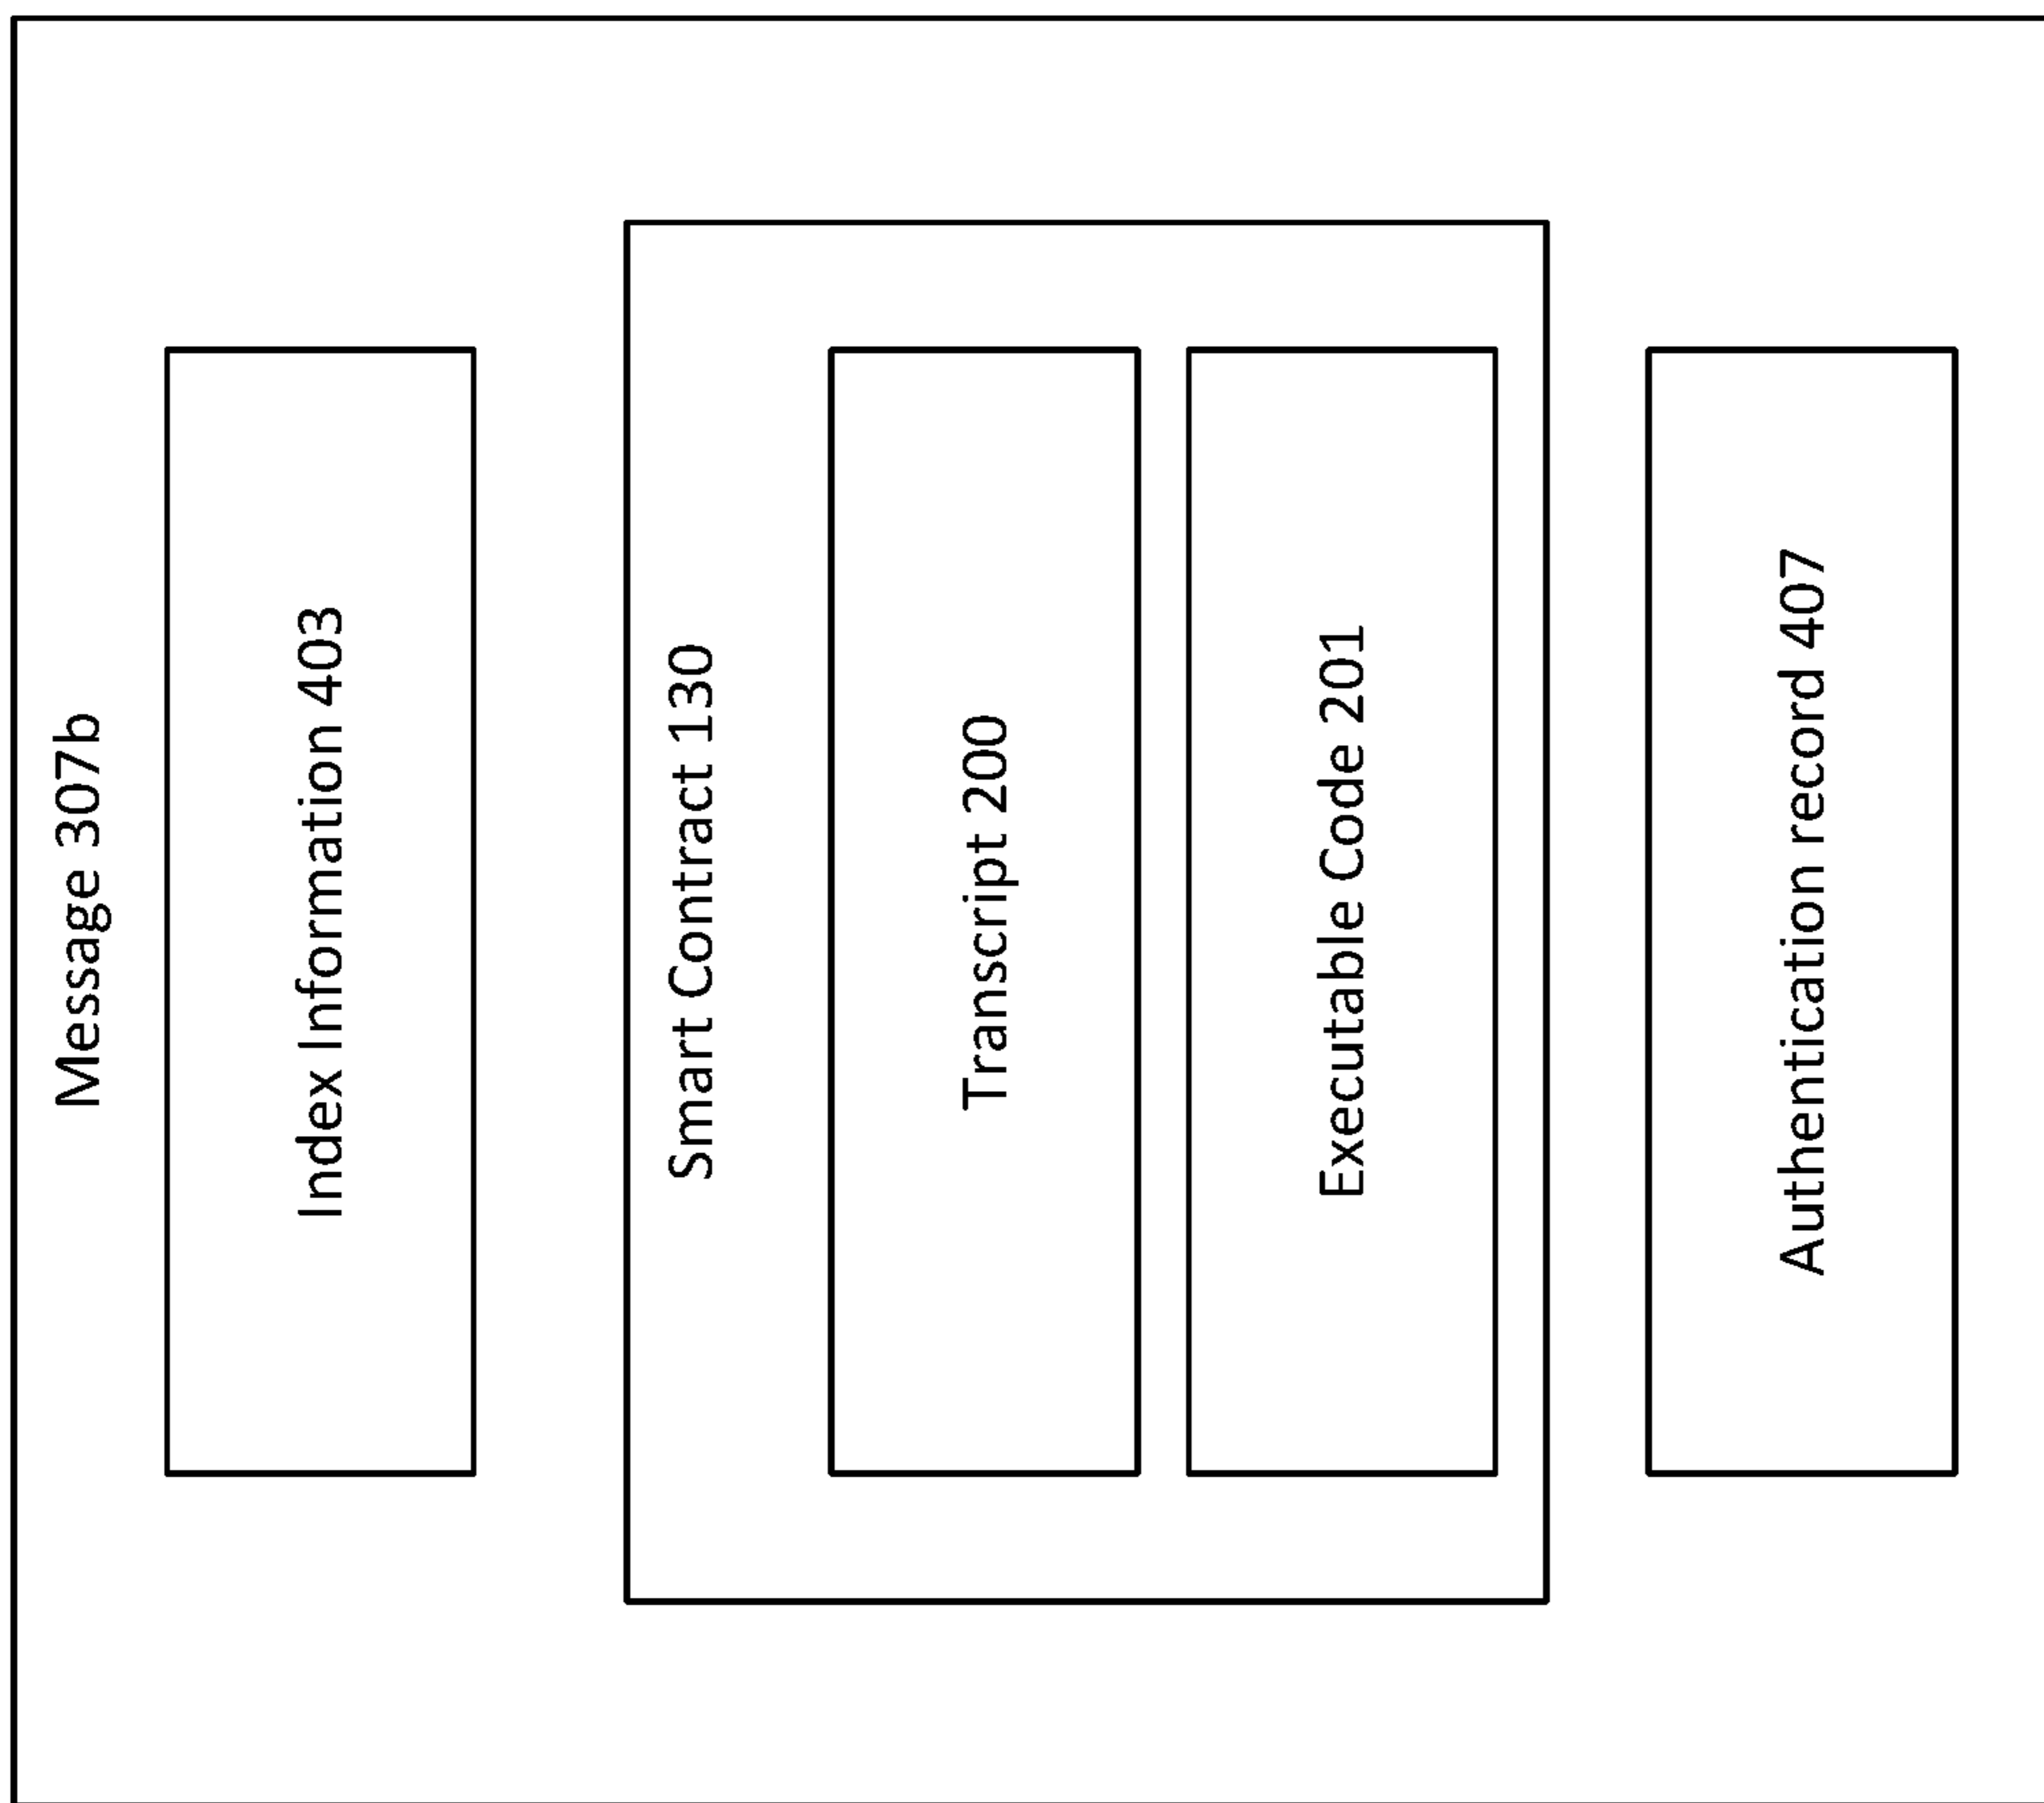 Message 307b
Index Information 403
Smart Contract 130
Transcript 200
Executable Code 201
Authentication record 407